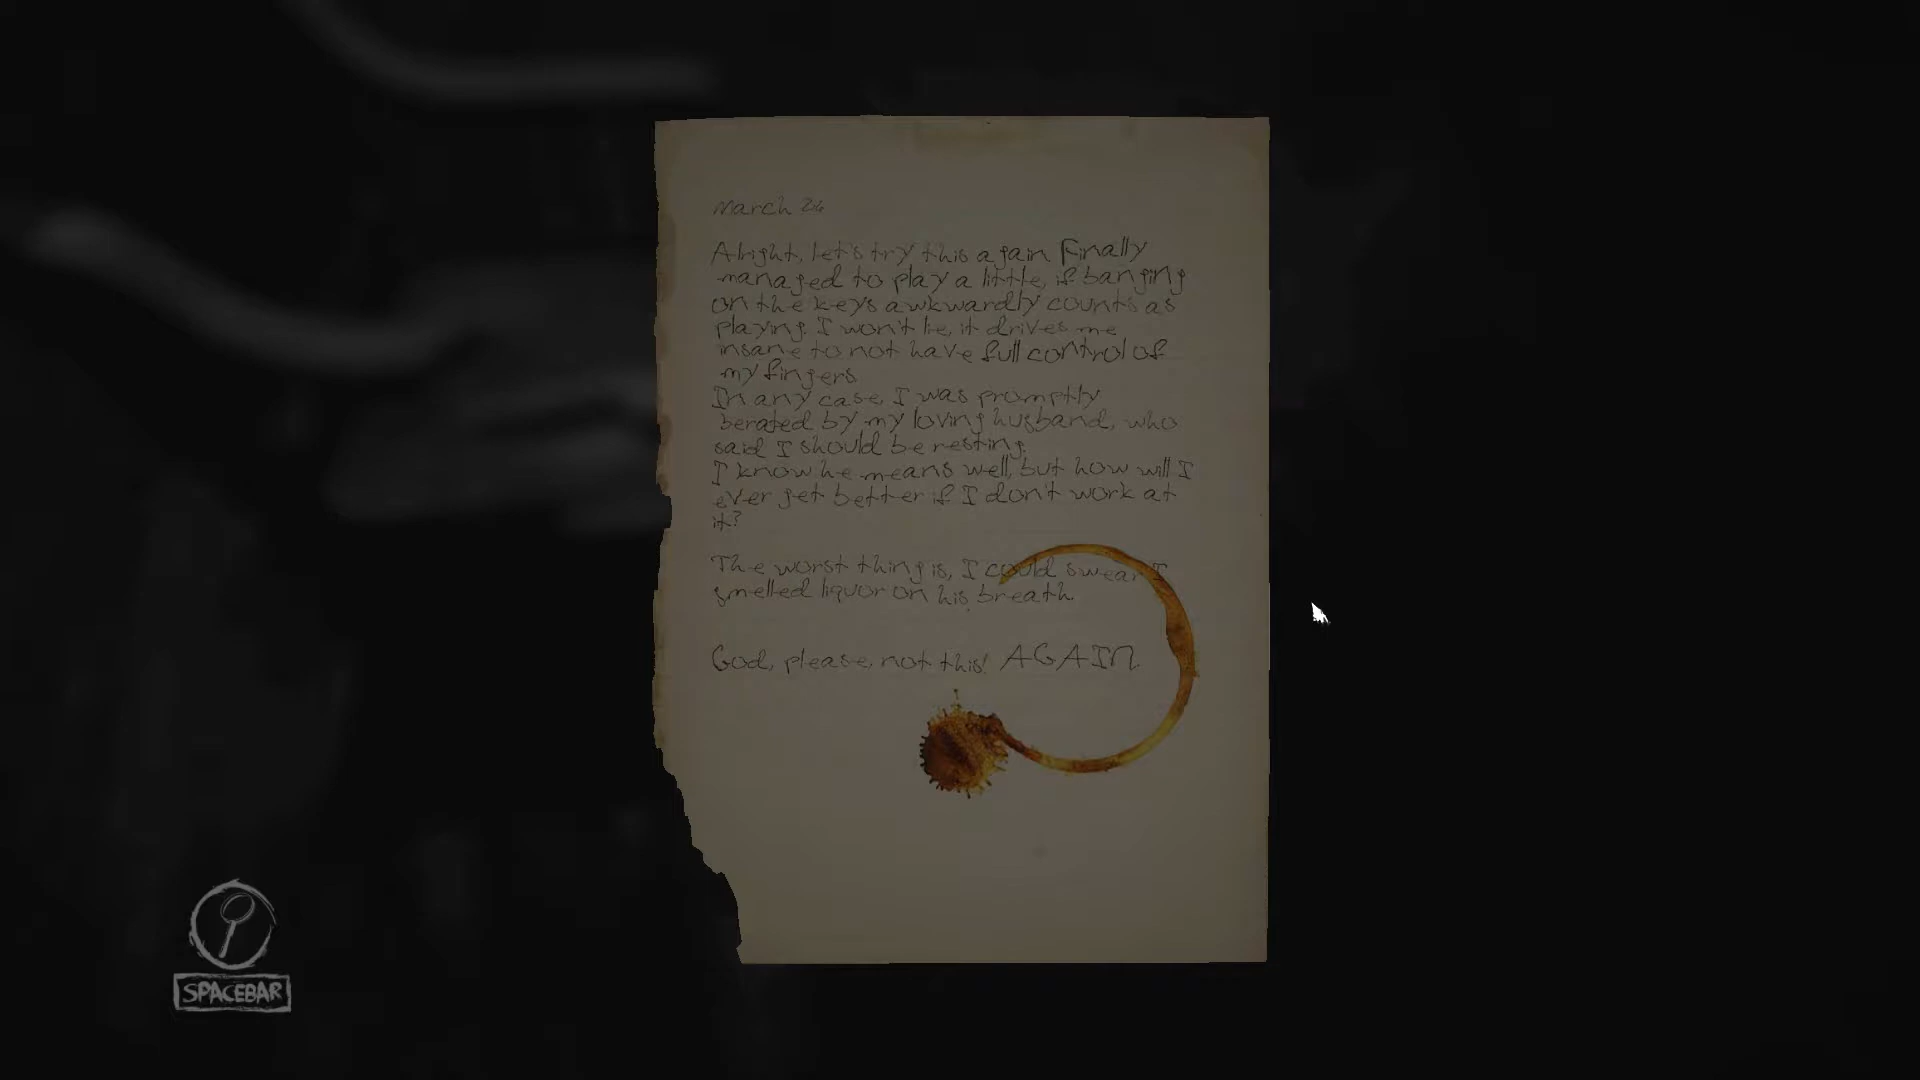 March 26
Alright, let's try this again. Finally
managed to play a little, if banging
on the keys awkwardly counts as
playing. I won't lie, it drives me
insane to not have full control of
my fingers
In any case, I was promptly
berated by my loving husband, who
said I should be resting.
I know he means well, but how will I
ever get better if I don't work at
it?
The worst thing is, I could swear I
smelled liquor on his breath
God, please, not this! AGAIN
SPACEBAR